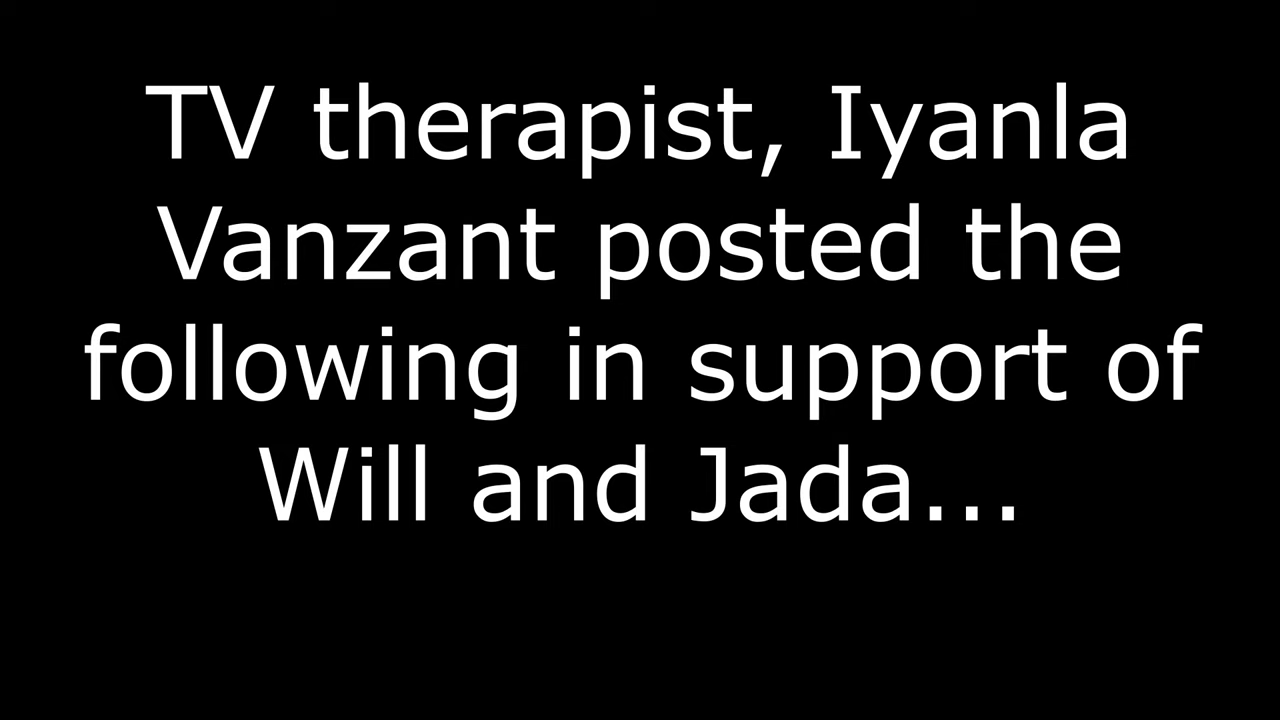 TV therapist, Iyanla
Vanzant posted the
following in support of
Will and Jada...